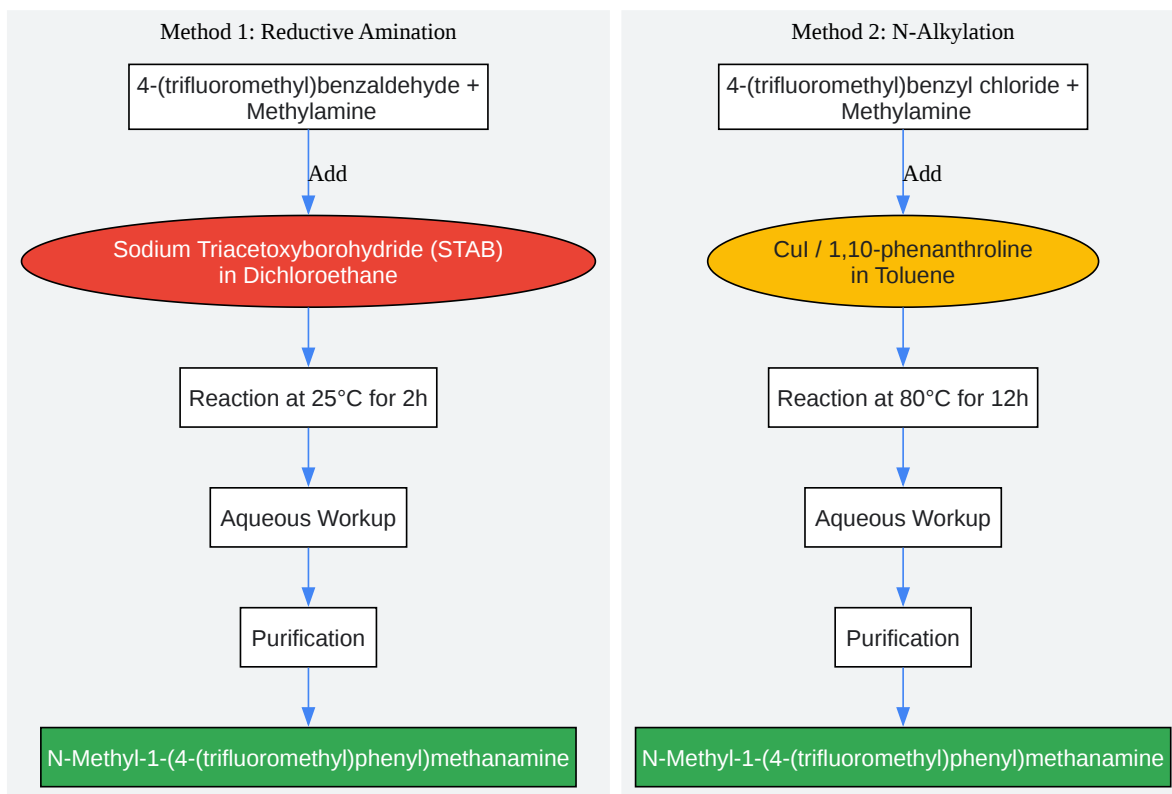 Method 1: Reductive Amination
4-(trifluoromethyl)benzaldehyde +
Methylamine
Add
Sodium Triacetoxyborohydride (STAB)
in Dichloroethane
Reaction at 25°C for 2h
Aqueous Workup
Purification
N-Methyl-1-(4-(trifluoromethyl)phenyl)methanamine
Method 2: N-Alkylation
4-(trifluoromethyl)benzyl chloride +
Methylamine
Add
CuI / 1,10-phenanthroline
in Toluene
Reaction at 80°C for 12h
Aqueous Workup
Purification
N-Methyl-1-(4-(trifluoromethyl)phenyl)methanamine